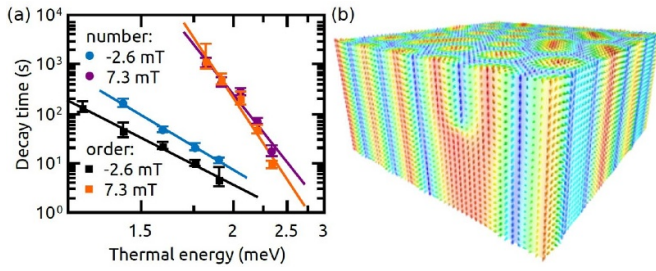 (a)
10⁴
10³
10²
10¹
10⁰
Decay time (s)
number:
-2.6 mT
7.3 mT
order:
-2.6 mT
7.3 mT
1.5
2
2.5
3
Thermal energy (meV)
(b)